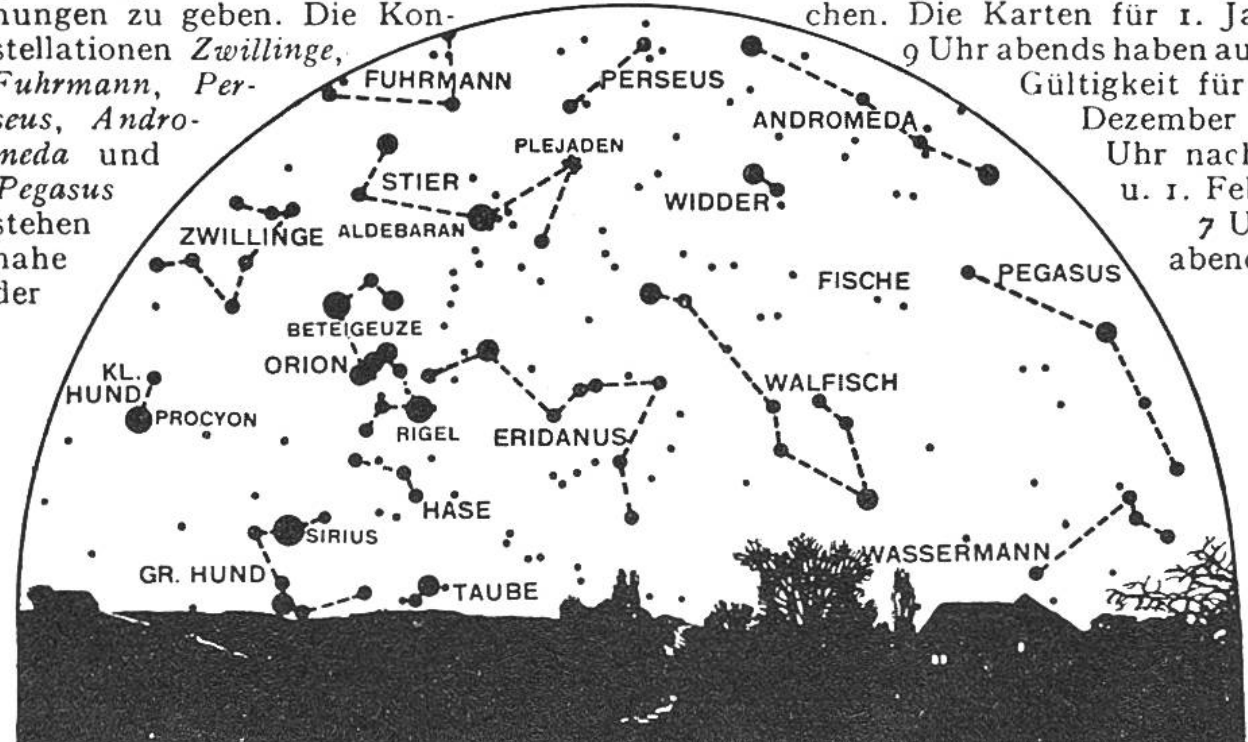 nungen zu geben. Die Kon-
stellationen Zwillinge,
Fuhrmann, Per-
seus, Andro-
meda und
Pegasus
stehen
nahe
der
chen. Die Karten für 1. Ja
9 Uhr abends haben au
Gültigkeit für
Dezember
Uhr nach
u. 1. Fe
7 U
abend
FUHRMANN
PERSEUS
ANDROMEDA
PLEJADEN
STIER
WIDDER
ZWILLINGE
ALDEBARAN
FISCHE
PEGASUS
BETEIGEUZE
ORION
KL.
HUND
PROCYON
RIGEL
ERIDANUS
WALFISCH
HASE
SIRIUS
WASSERMANN
GR. HUND
TAUBE